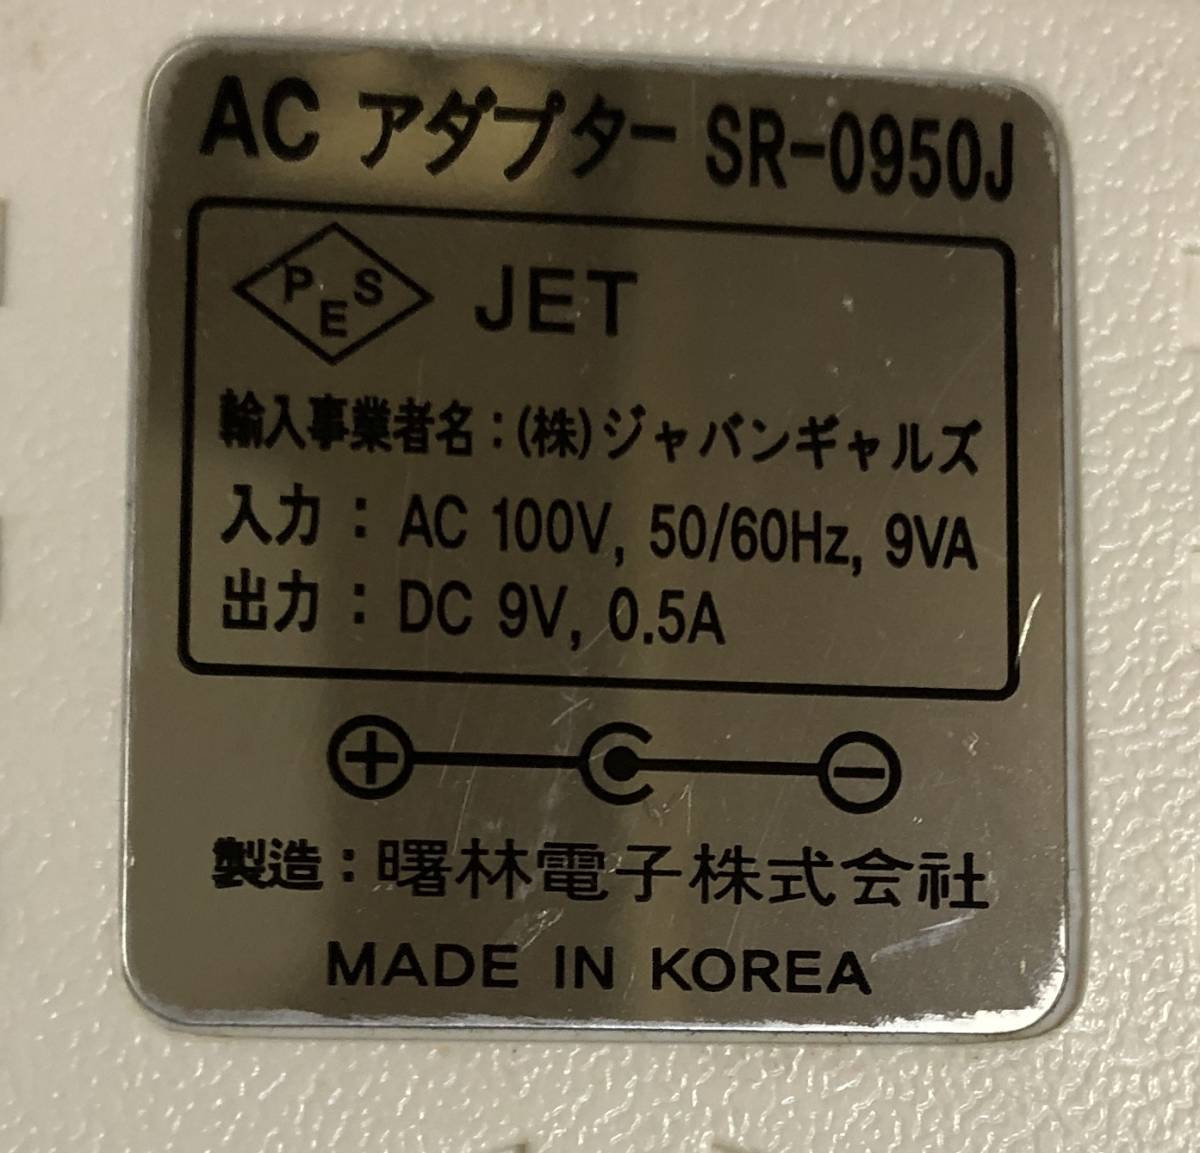 AC アダプター SR-0950J
PES JET
輸入事業者名：(株)ジャバンギャルズ
入力：AC 100V, 50/60Hz, 9VA
出力：DC 9V, 0.5A
製造：曙林電子株式会社
MADE IN KOREA